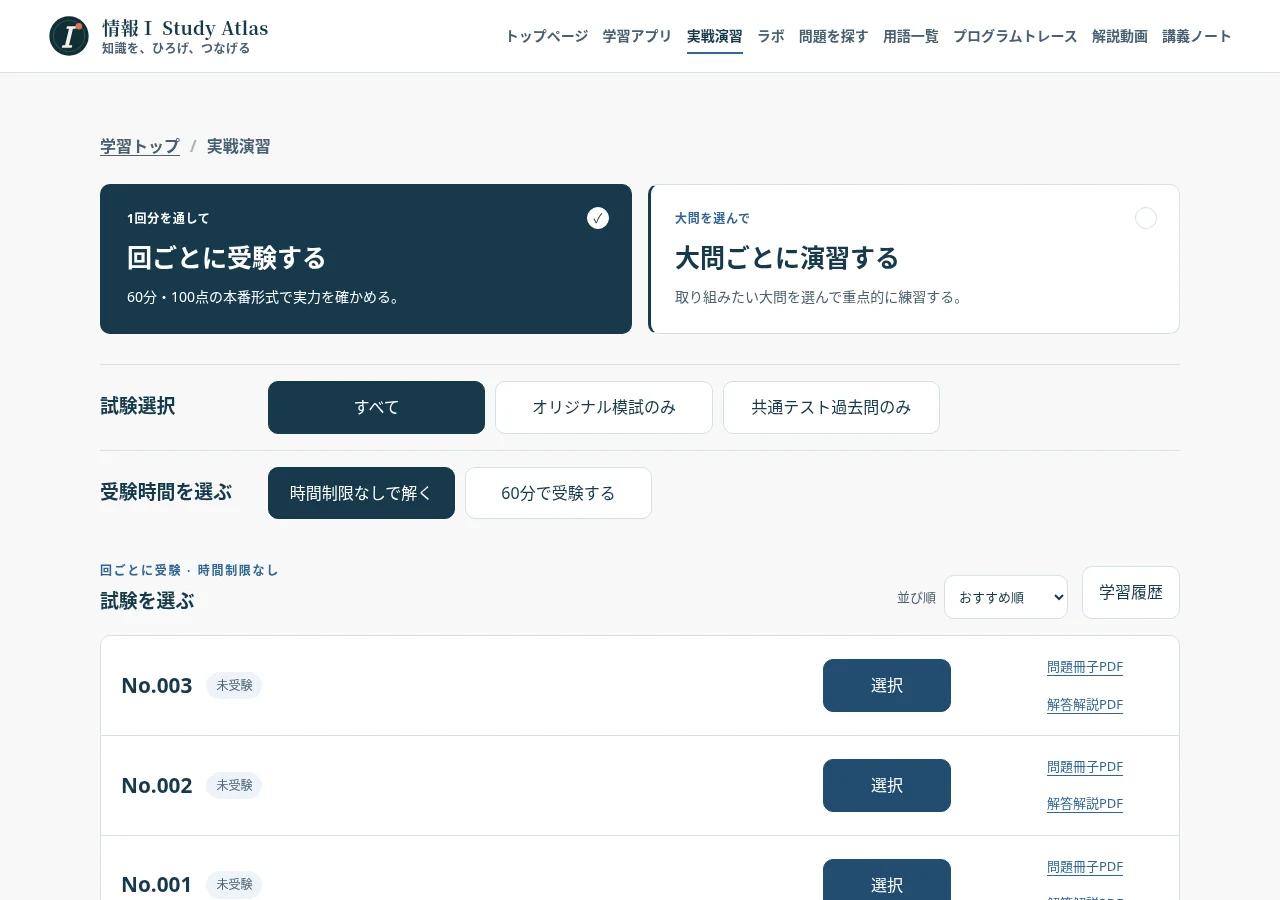 情報Ⅰ Study Atlas
知識を、ひろげ、つなげる
トップページ 学習アプリ 実戦演習 ラボ 問題を探す 用語一覧 プログラムトレース 解説動画 講義ノート
学習トップ / 実戦演習
1回分を通して
✓
回ごとに受験する
60分・100点の本番形式で実力を確かめる。
大問を選んで
大問ごとに演習する
取り組みたい大問を選んで重点的に練習する。
試験選択 すべて オリジナル模試のみ 共通テスト過去問のみ
受験時間を選ぶ 時間制限なしで解く 60分で受験する
回ごとに受験 · 時間制限なし
試験を選ぶ
並び順 おすすめ順 学習履歴
No.003 未受験 選択
問題冊子PDF
解答解説PDF
No.002 未受験 選択
問題冊子PDF
解答解説PDF
No.001 未受験 選択
問題冊子PDF